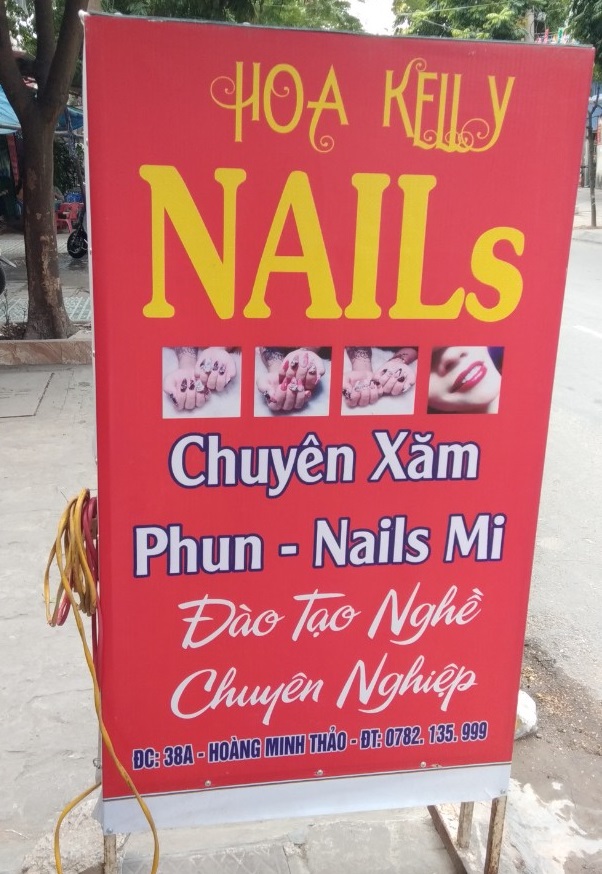 HOA KELLY
NAILS
Chuyên Xăm
Phun - Nails Mi
Đào Tạo Nghề
Chuyên Nghiệp
ĐC: 38A - HOÀNG MINH THẢO - ĐT: 0782. 135. 999